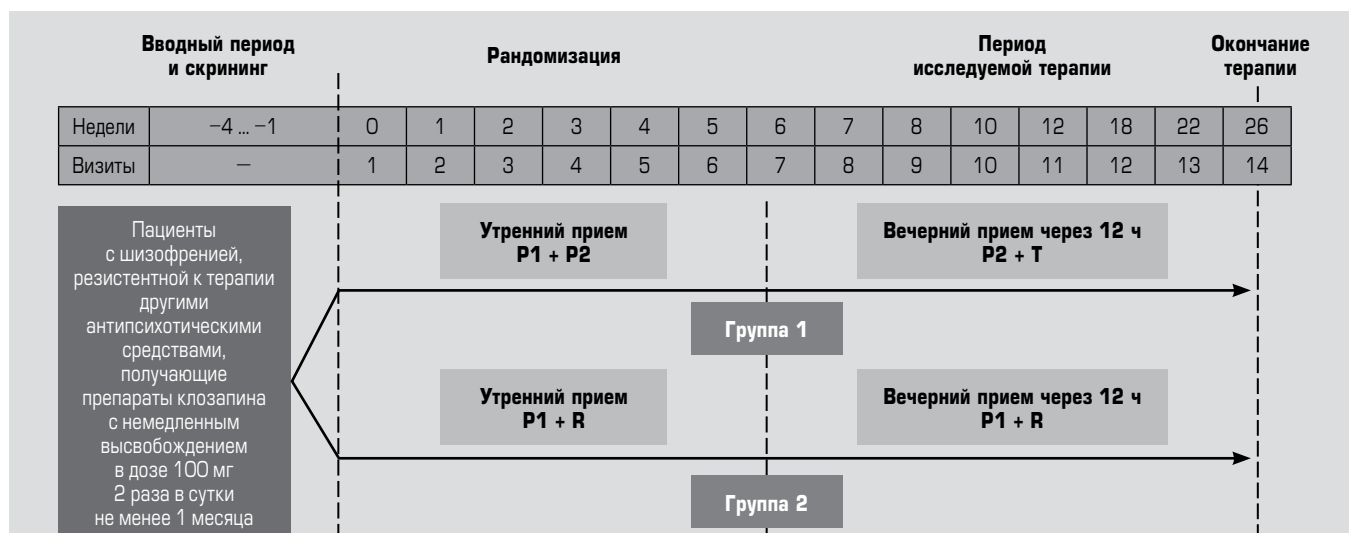 Вводный период
и скрининг
Рандомизация
Период
исследуемой терапии
Окончание
терапии
Недели −4 ... −1 0 1 2 3 4 5 6 7 8 10 12 18 22 26
Визиты − 1 2 3 4 5 6 7 8 9 10 11 12 13 14
Пациенты
с шизофренией,
резистентной к терапии
другими
антипсихотическими
средствами,
получающие
препараты клозапина
с немедленным
высвобождением
в дозе 100 мг
2 раза в сутки
не менее 1 месяца
Утренний прием
P1 + P2
Вечерний прием через 12 ч
P2 + T
Группа 1
Утренний прием
P1 + R
Вечерний прием через 12 ч
P1 + R
Группа 2